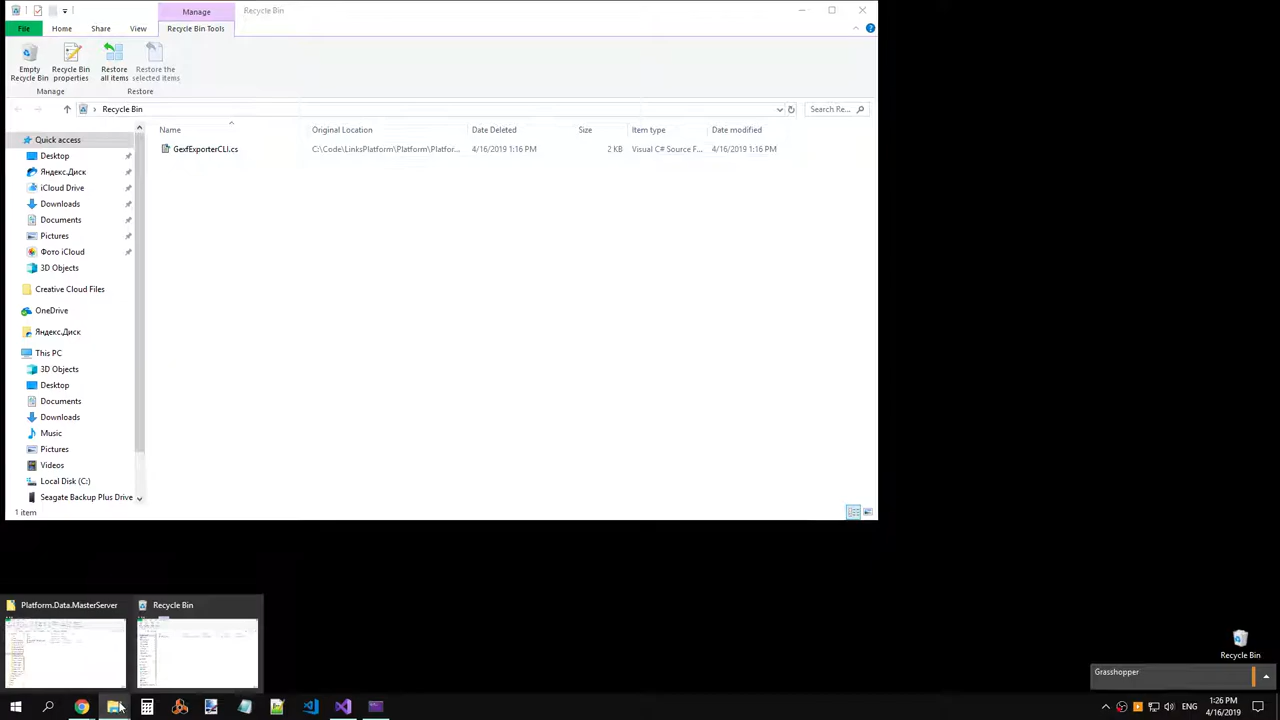 Manage
Recycle Bin
File
Home
Share
View
Recycle Bin Tools
Empty
Recycle Bin
Recycle Bin
properties
Restore
all items
Restore the
selected items
Manage
Restore
Recycle Bin
Search Re...
Name
Original Location
Date Deleted
Size
Item type
Date modified
GexfExporterCLI.cs
C:\Code\LinksPlatform\Platform\Platfor...
4/16/2019 1:16 PM
2 KB
Visual C# Source F...
4/16/2019 1:16 PM
Quick access
Desktop
Яндекс.Диск
iCloud Drive
Downloads
Documents
Pictures
Фото iCloud
3D Objects
Creative Cloud Files
OneDrive
Яндекс.Диск
This PC
3D Objects
Desktop
Documents
Downloads
Music
Pictures
Videos
Local Disk (C:)
Seagate Backup Plus Drive
1 item
Platform.Data.MasterServer
Recycle Bin
Recycle Bin
Grasshopper
ENG
1:26 PM
4/16/2019